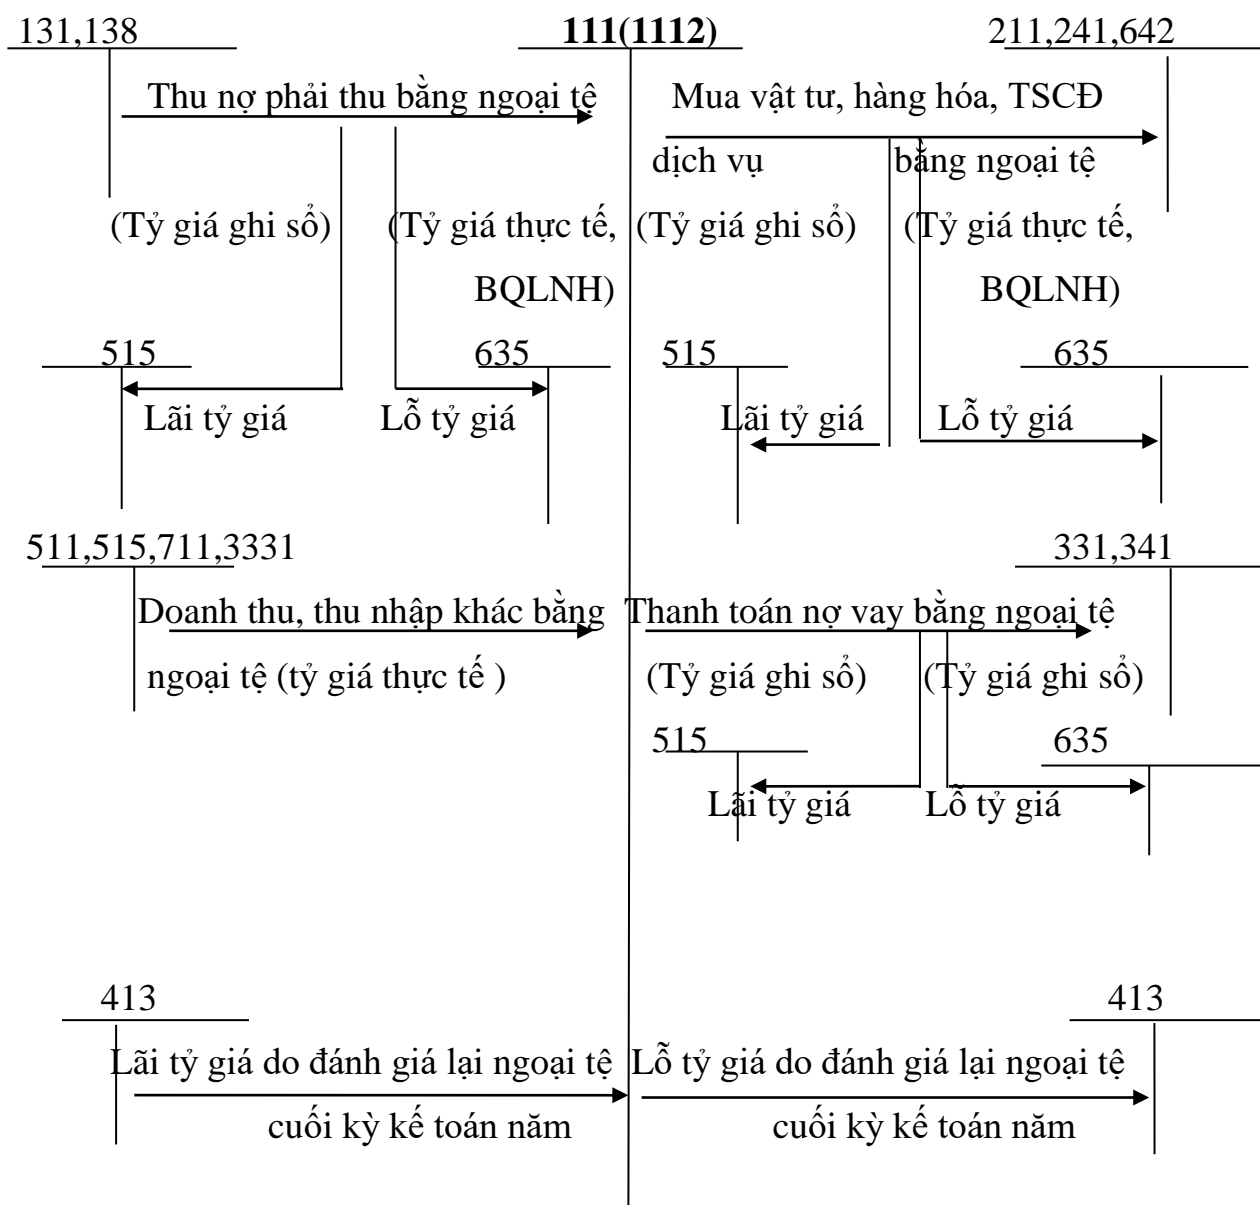 131,138 111(1112) 211,241,642
Thu nợ phải thu bằng ngoại tệ Mua vật tư, hàng hóa, TSCĐ
dịch vụ bằng ngoại tệ
(Tỷ giá ghi sổ) (Tỷ giá thực tế, (Tỷ giá ghi sổ) (Tỷ giá thực tế,
BQLNH) BQLNH)
515 635 515 635
Lãi tỷ giá Lỗ tỷ giá Lãi tỷ giá Lỗ tỷ giá
511,515,711,3331 331,341
Doanh thu, thu nhập khác bằng Thanh toán nợ vay bằng ngoại tệ
ngoại tệ (tỷ giá thực tế ) (Tỷ giá ghi sổ) (Tỷ giá ghi sổ)
515 635
Lãi tỷ giá Lỗ tỷ giá
413 413
Lãi tỷ giá do đánh giá lại ngoại tệ Lỗ tỷ giá do đánh giá lại ngoại tệ
cuối kỳ kế toán năm cuối kỳ kế toán năm